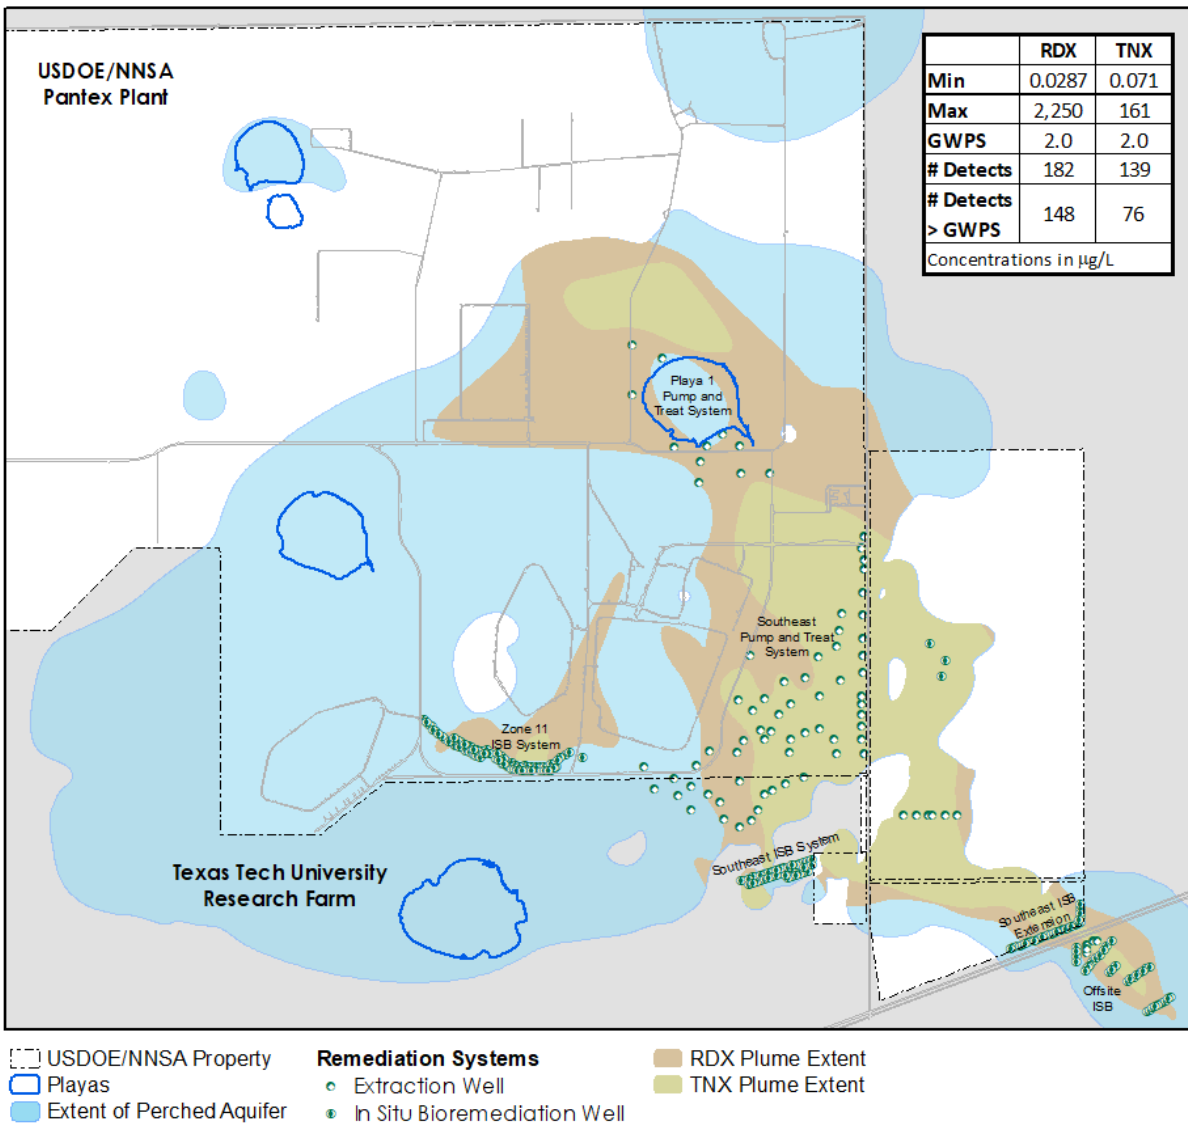 USDOE/NNSA
Pantex Plant
RDX TNX
Min 0.0287 0.071
Max 2,250 161
GWPS 2.0 2.0
# Detects 182 139
# Detects
> GWPS 148 76
Concentrations in µg/L
Playa 1
Pump and
Treat System
Southeast
Pump and Treat
System
Zone 11
ISB System
Southeast ISB System
Texas Tech University
Research Farm
Southeast ISB
Extension
Offsite
ISB
USDOE/NNSA Property
Playas
Extent of Perched Aquifer
Remediation Systems
Extraction Well
In Situ Bioremediation Well
RDX Plume Extent
TNX Plume Extent